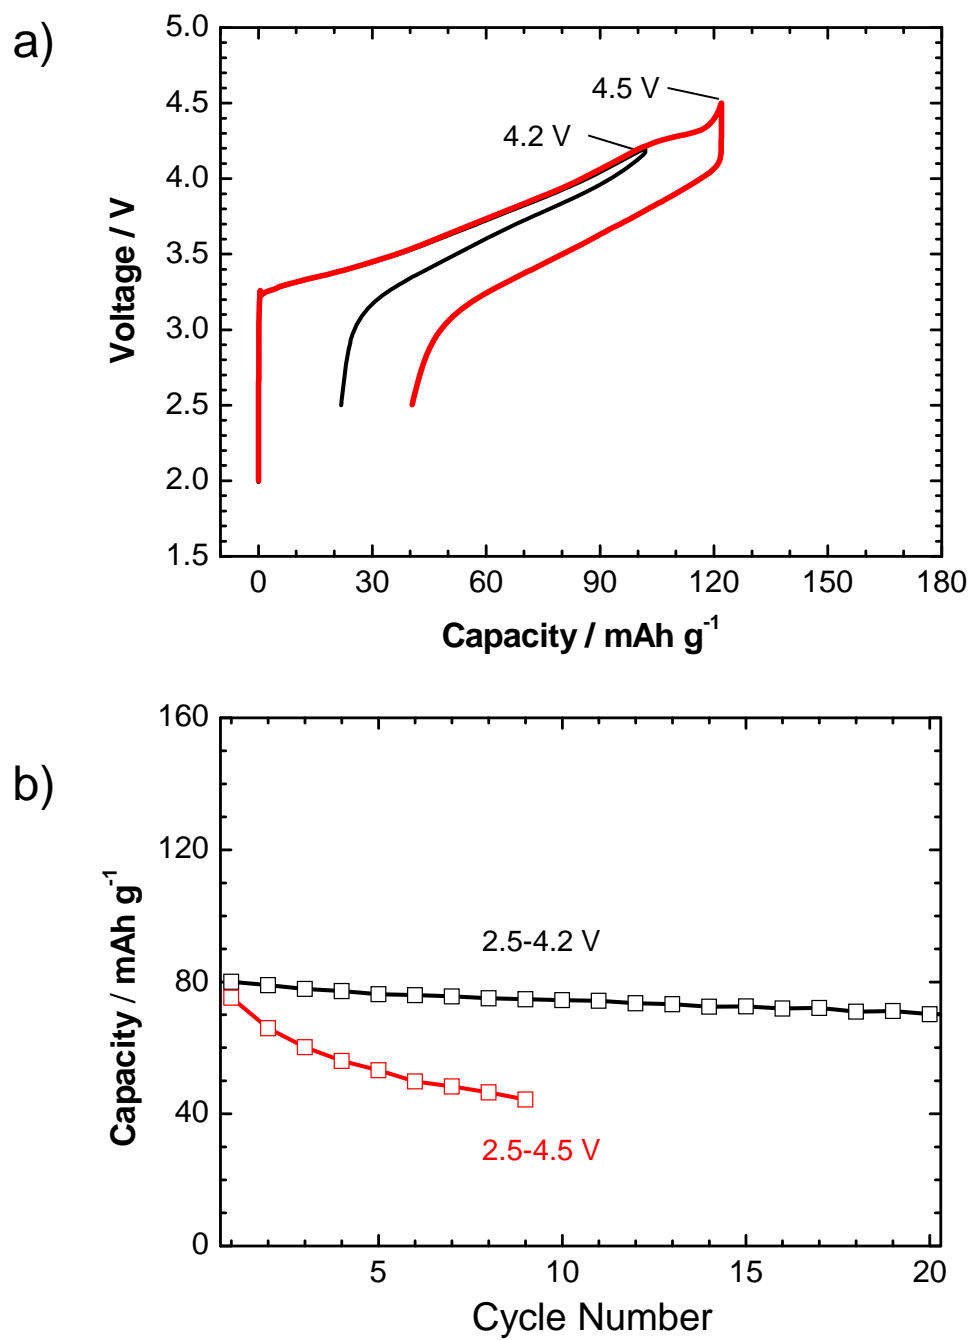 a)
5.0
4.5
4.0
3.5
3.0
2.5
2.0
1.5
Voltage / V
4.5 V
4.2 V
0 30 60 90 120 150 180
Capacity / mAh g⁻¹
b)
160
120
80
40
0
Capacity / mAh g⁻¹
2.5-4.2 V
2.5-4.5 V
5 10 15 20
Cycle Number